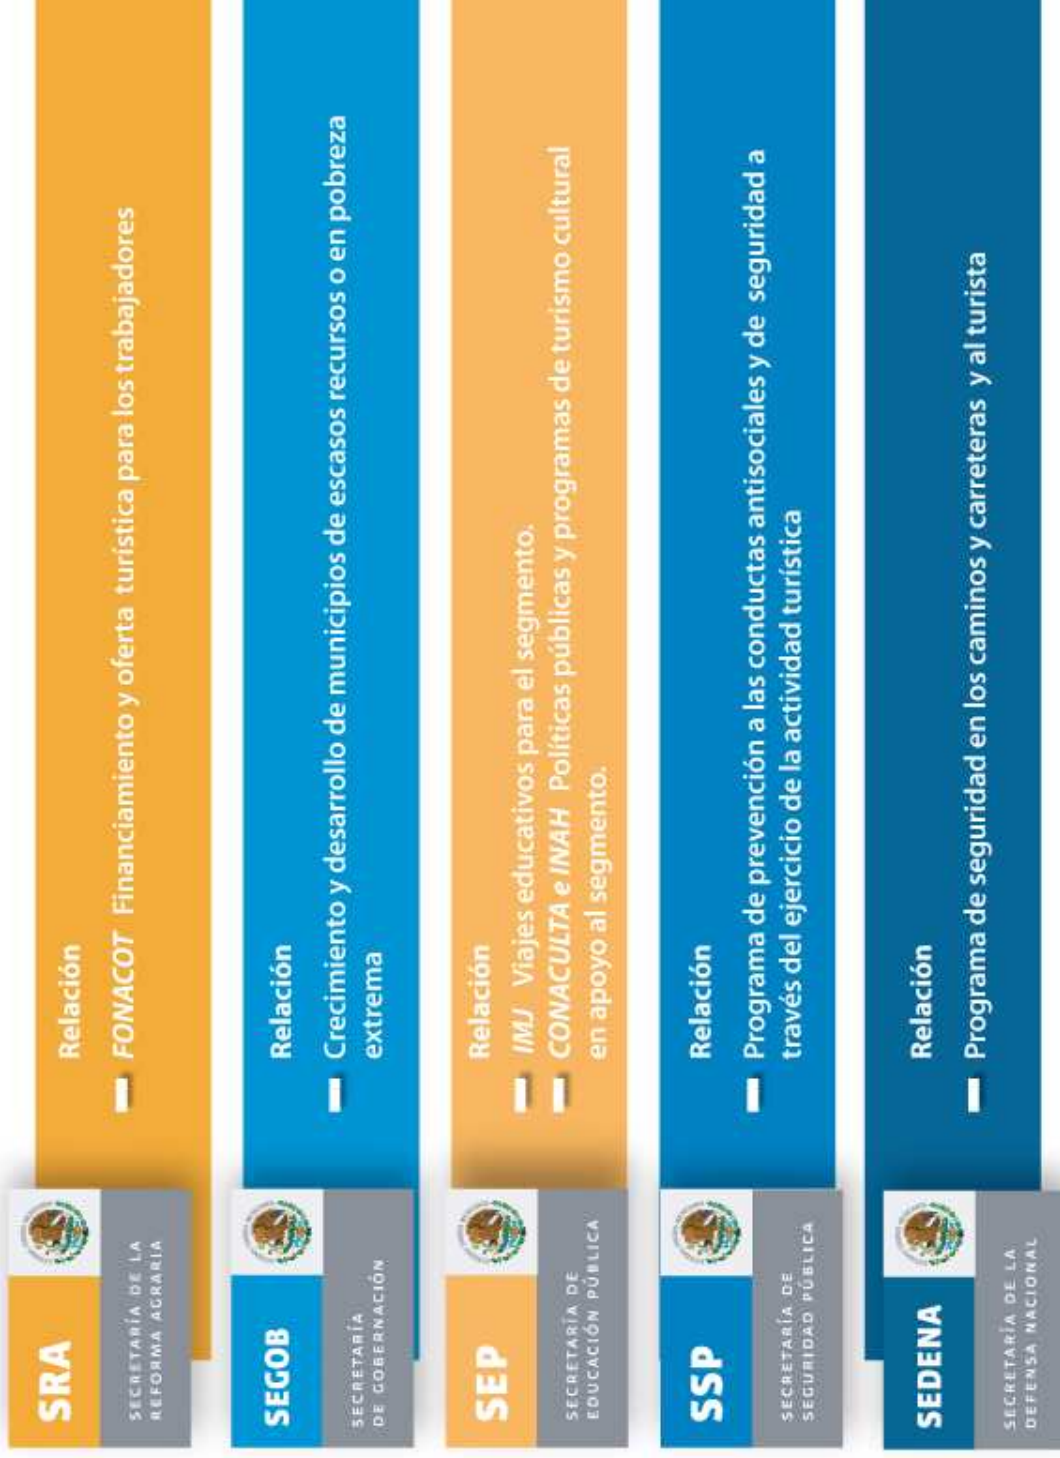 SRA
SECRETARÍA DE LA
REFORMA AGRARIA
Relación
FONACOT Financiamiento y oferta turística para los trabajadores
SEGOB
SECRETARÍA
DE GOBERNACIÓN
Relación
Crecimiento y desarrollo de municipios de escasos recursos o en pobreza
extrema
SEP
SECRETARÍA DE
EDUCACIÓN PÚBLICA
Relación
IMJ Viajes educativos para el segmento.
CONACULTA e INAH Políticas públicas y programas de turismo cultural
en apoyo al segmento.
SSP
SECRETARÍA DE
SEGURIDAD PÚBLICA
Relación
Programa de prevención a las conductas antisociales y de seguridad a
través del ejercicio de la actividad turística
SEDENA
SECRETARÍA DE LA
DEFENSA NACIONAL
Relación
Programa de seguridad en los caminos y carreteras y al turista